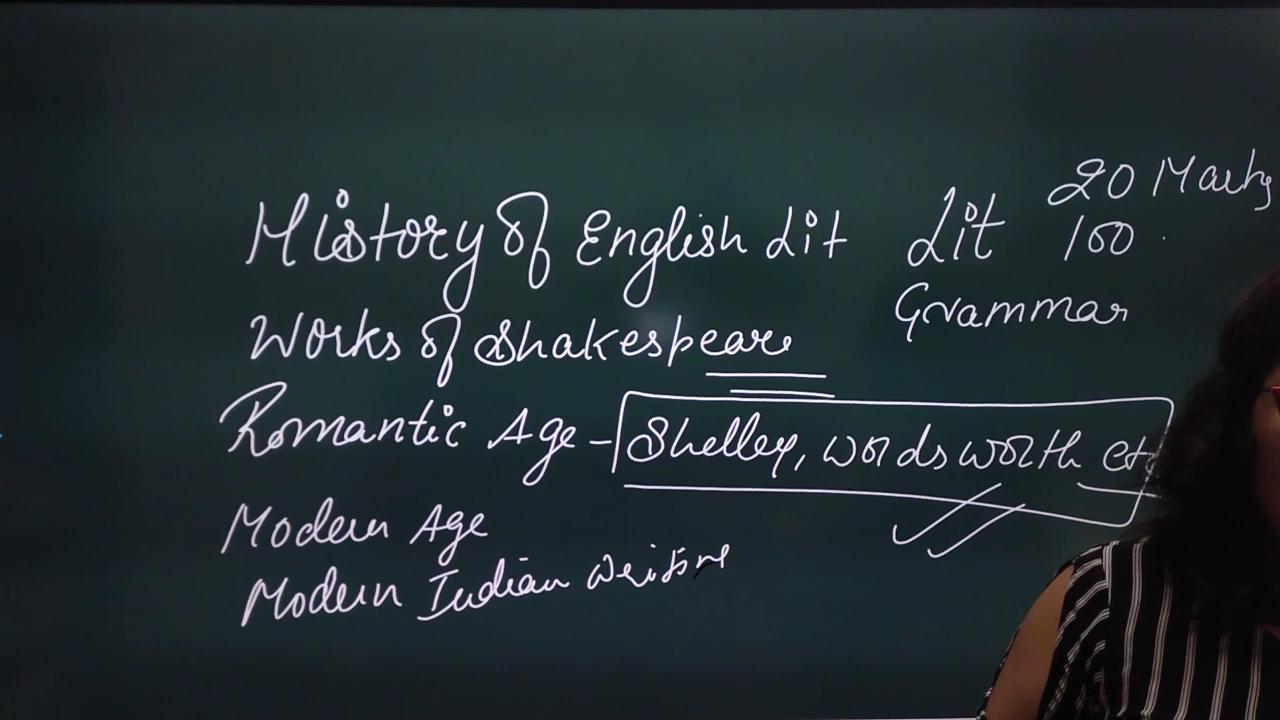 History of English Lit
Works of Shakespeare
Romantic Age - Shelley, wordsworth etc
Modern Age
Modern Indian
20 Marks
Lit 100
Grammar